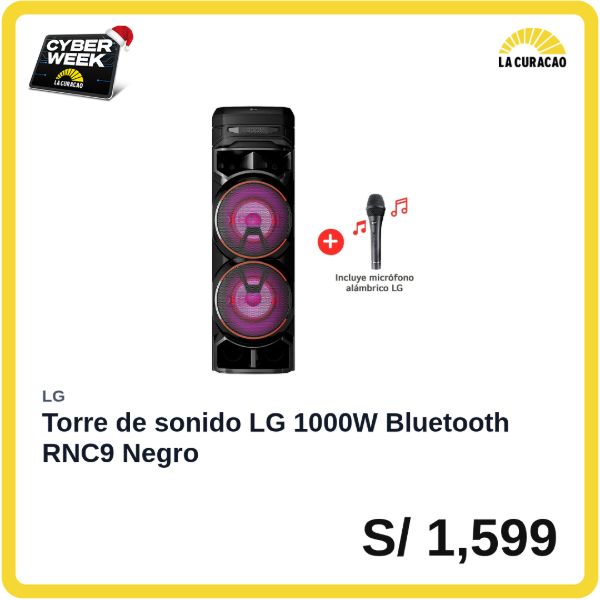 CYBER
WEEK
LA CURACAO
LA CURACAO
Incluye micrófono
alámbrico LG
LG
Torre de sonido LG 1000W Bluetooth
RNC9 Negro
S/ 1,599